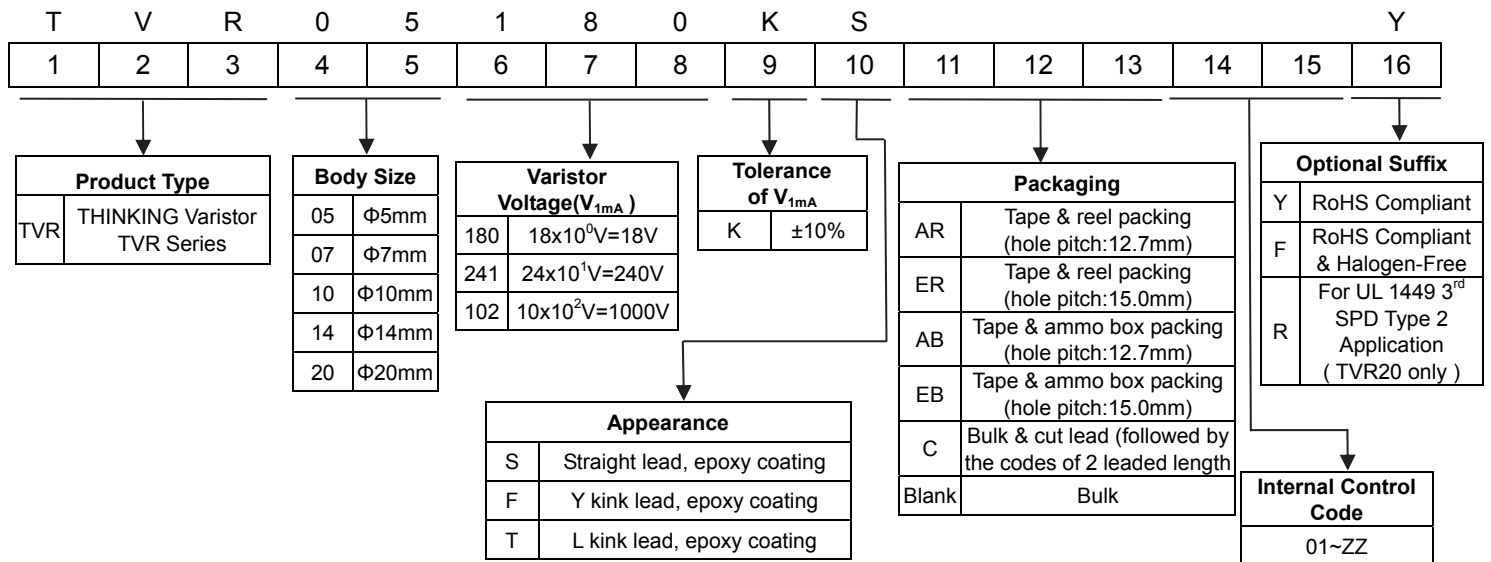 T V R 0 5 1 8 0 K S Y
1 2 3 4 5 6 7 8 9 10 11 12 13 14 15 16
Product Type
TVR THINKING Varistor
TVR Series
Body Size
05 Φ5mm
07 Φ7mm
10 Φ10mm
14 Φ14mm
20 Φ20mm
Varistor
Voltage(V1mA )
180 18x10⁰V=18V
241 24x10¹V=240V
102 10x10²V=1000V
Tolerance
of V1mA
K ±10%
Appearance
S Straight lead, epoxy coating
F Y kink lead, epoxy coating
T L kink lead, epoxy coating
Packaging
AR Tape & reel packing
(hole pitch:12.7mm)
ER Tape & reel packing
(hole pitch:15.0mm)
AB Tape & ammo box packing
(hole pitch:12.7mm)
EB Tape & ammo box packing
(hole pitch:15.0mm)
C Bulk & cut lead (followed by
the codes of 2 leaded length
Blank Bulk
Optional Suffix
Y RoHS Compliant
F RoHS Compliant
& Halogen-Free
R For UL 1449 3rd
SPD Type 2
Application
( TVR20 only )
Internal Control
Code
01~ZZ